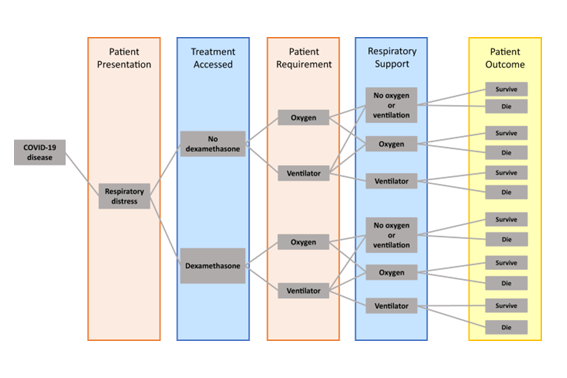 Patient
Presentation
Treatment
Accessed
Patient
Requirement
Respiratory
Support
Patient
Outcome
COVID-19
disease
Respiratory
distress
No
dexamethasone
Dexamethasone
Oxygen
Ventilator
Oxygen
Ventilator
No oxygen
or
ventilation
Oxygen
Ventilator
No oxygen
or
ventilation
Oxygen
Ventilator
Survive
Die
Survive
Die
Survive
Die
Survive
Die
Survive
Die
Survive
Die